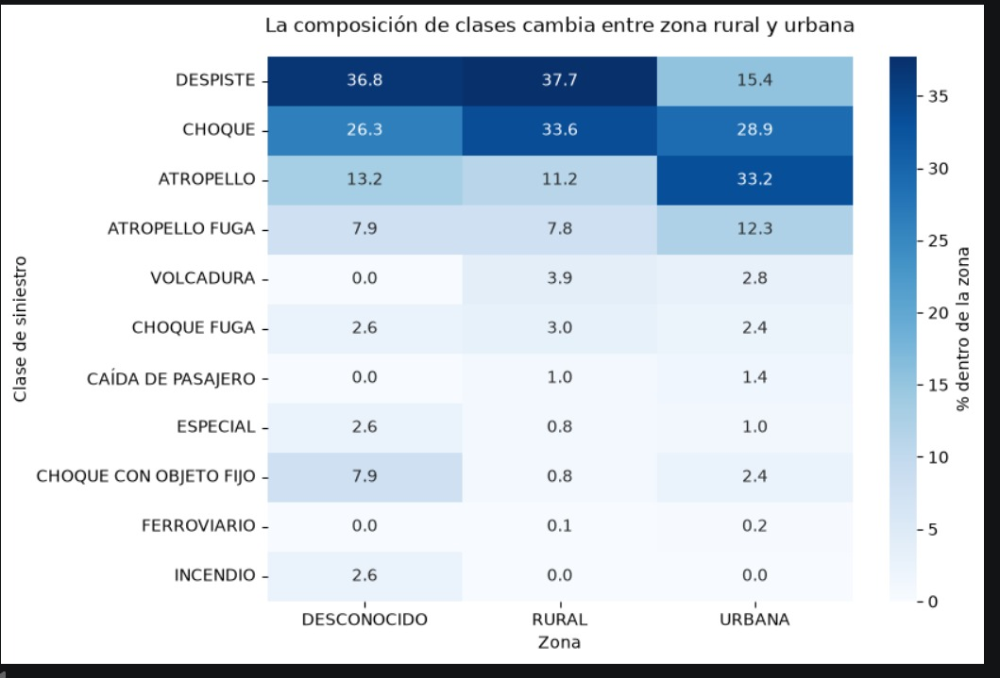 La composición de clases cambia entre zona rural y urbana
Clase de siniestro
DESPISTE 36.8 37.7 15.4
CHOQUE 26.3 33.6 28.9
ATROPELLO 13.2 11.2 33.2
ATROPELLO FUGA 7.9 7.8 12.3
VOLCADURA 0.0 3.9 2.8
CHOQUE FUGA 2.6 3.0 2.4
CAÍDA DE PASAJERO 0.0 1.0 1.4
ESPECIAL 2.6 0.8 1.0
CHOQUE CON OBJETO FIJO 7.9 0.8 2.4
FERROVIARIO 0.0 0.1 0.2
INCENDIO 2.6 0.0 0.0
DESCONOCIDO RURAL URBANA
Zona
35
30
25
20
15
10
5
0
% dentro de la zona